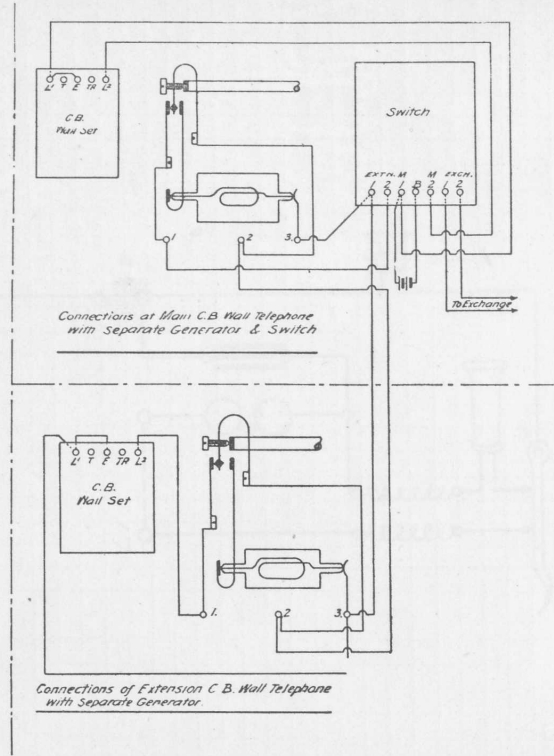 L¹ T E TR L²
C.B.
Wall Set
Switch
EXTN. M M EXCH.
1 2 1 B 2 1 2
1. 2 3.
To Exchange
Connections at Main C.B Wall Telephone
with Separate Generator & Switch
L¹ T E TR L²
C.B.
Wall Set
1. 2 3.
Connections of Extension C B. Wall Telephone
with Separate Generator.